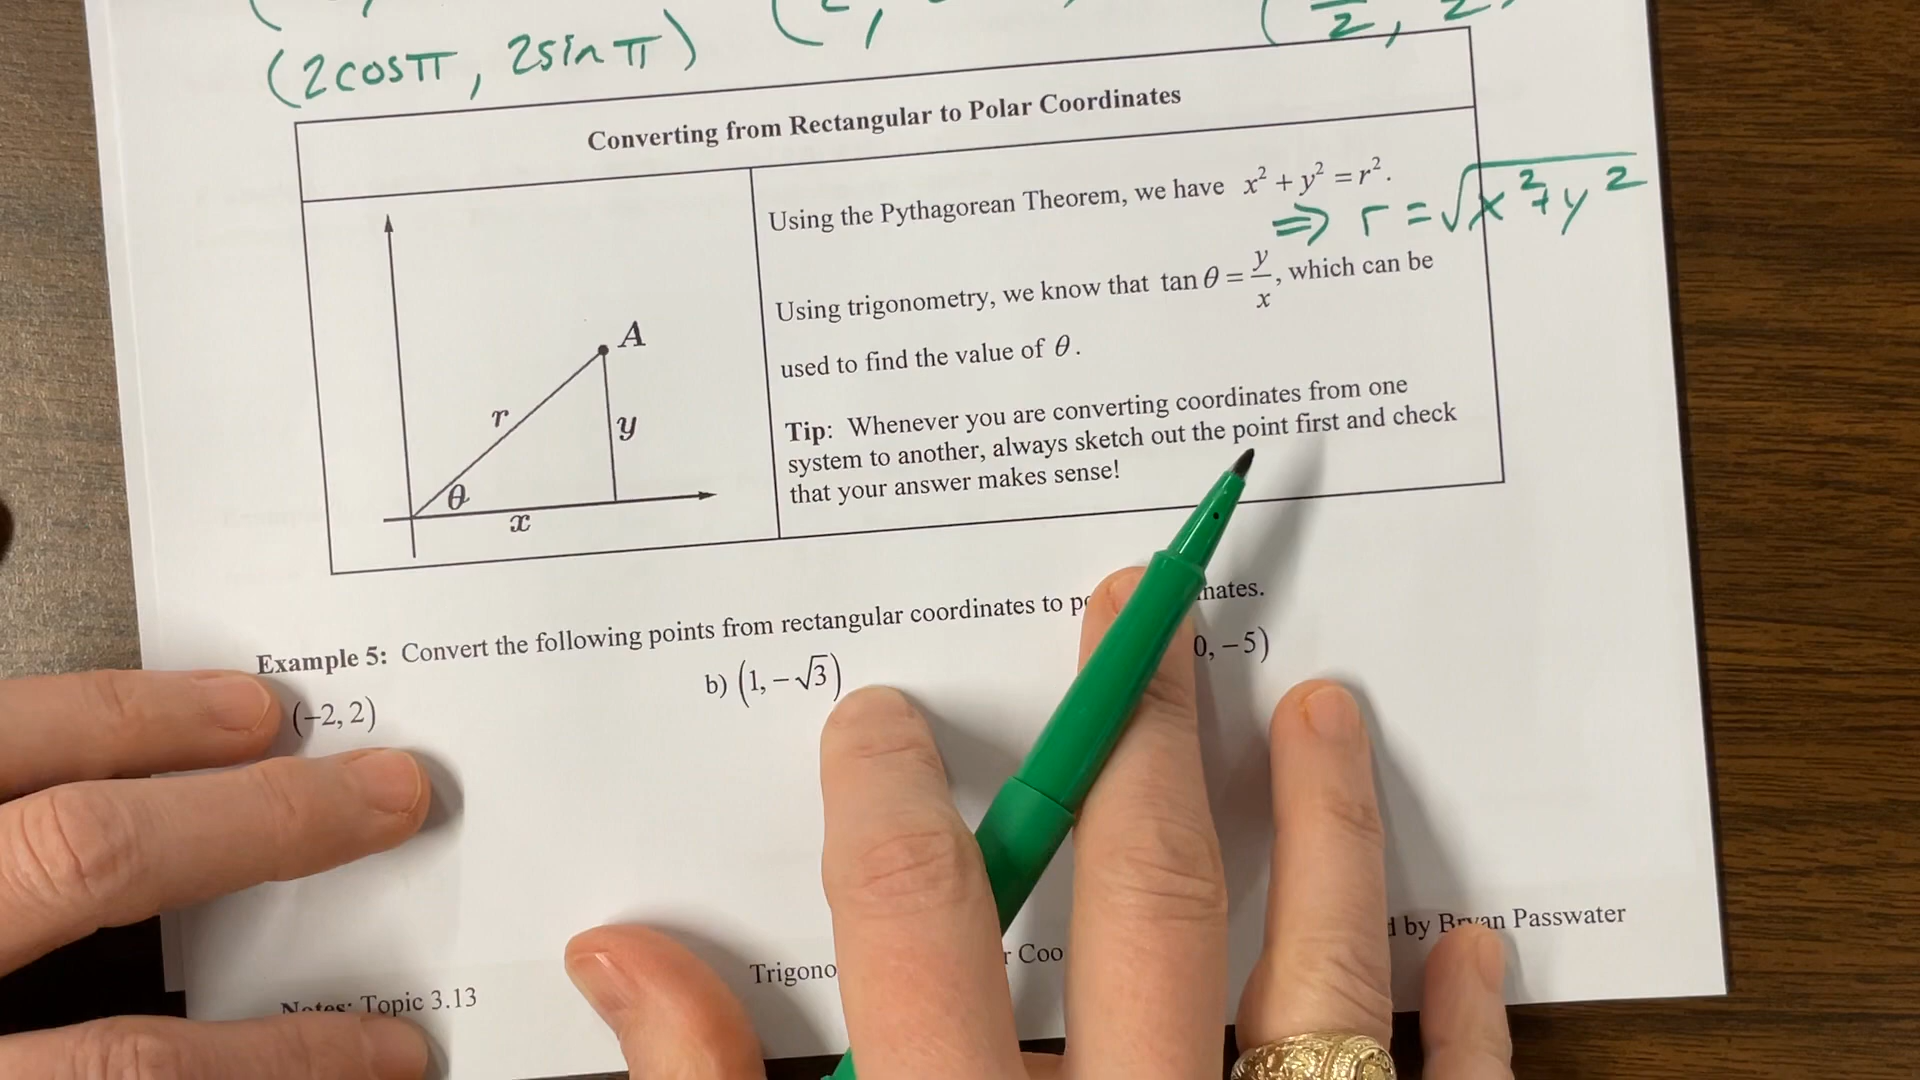 (2cosπ, 2sin π)
Converting from Rectangular to Polar Coordinates
Using the Pythagorean Theorem, we have x² + y² = r².
⇒ r = √x²+y²
Using trigonometry, we know that tan θ = y/x, which can be
used to find the value of θ.
Tip: Whenever you are converting coordinates from one
system to another, always sketch out the point first and check
that your answer makes sense!
A
r
y
θ
x
Example 5: Convert the following points from rectangular coordinates to
(−2, 2)
b) (1, −√3)
0, −5)
by Bryan Passwater
Notes: Topic 3.13